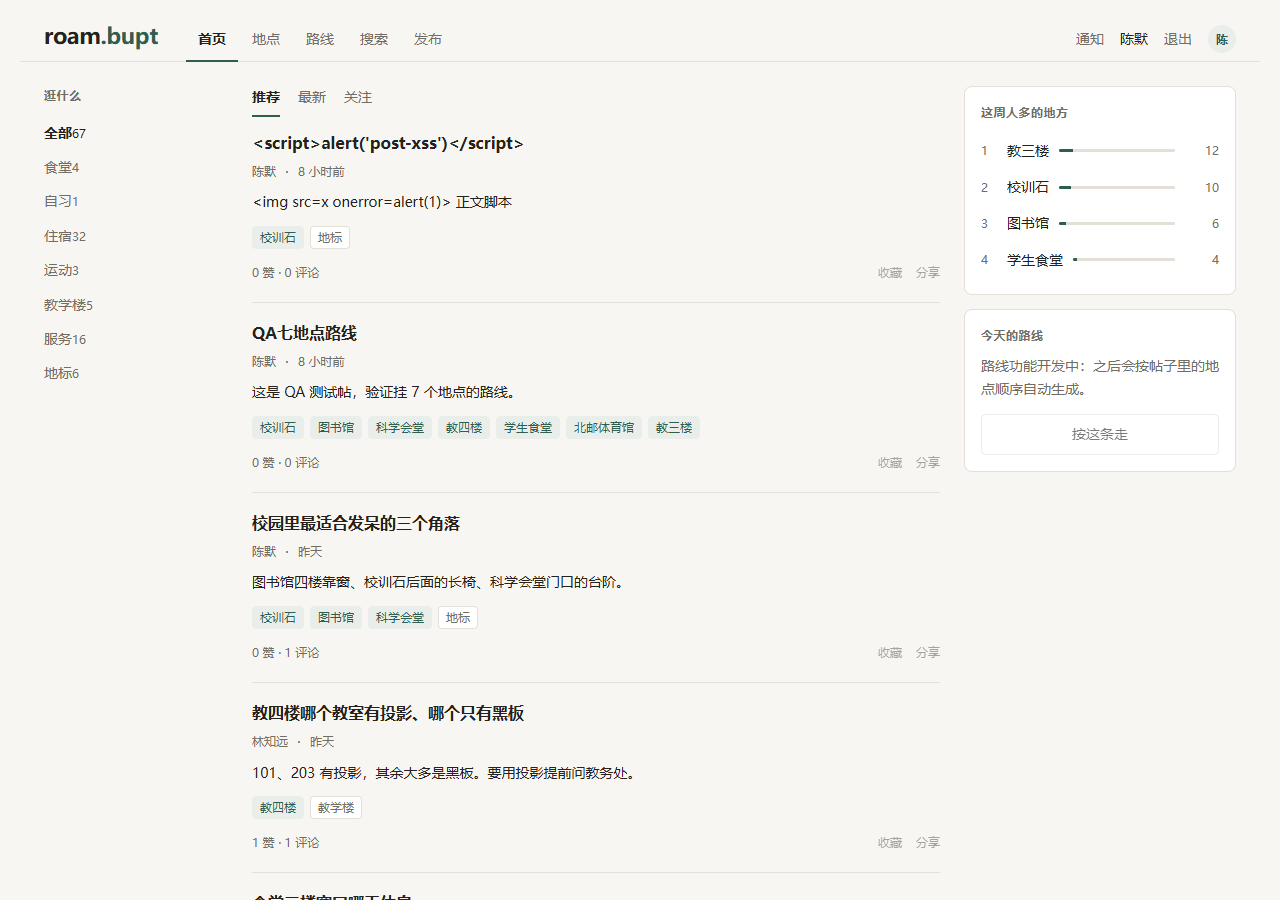 roam.bupt 首页 地点 路线 搜索 发布 通知 陈默 退出 陈
逛什么
全部67
食堂4
自习1
住宿32
运动3
教学楼5
服务16
地标6
推荐 最新 关注
<script>alert('post-xss')</script>
陈默 · 8 小时前
<img src=x onerror=alert(1)> 正文脚本
校训石 地标
0 赞 · 0 评论 收藏 分享
QA七地点路线
陈默 · 8 小时前
这是 QA 测试帖，验证挂 7 个地点的路线。
校训石 图书馆 科学会堂 教四楼 学生食堂 北邮体育馆 教三楼
0 赞 · 0 评论 收藏 分享
校园里最适合发呆的三个角落
陈默 · 昨天
图书馆四楼靠窗、校训石后面的长椅、科学会堂门口的台阶。
校训石 图书馆 科学会堂 地标
0 赞 · 1 评论 收藏 分享
教四楼哪个教室有投影、哪个只有黑板
林知远 · 昨天
101、203 有投影，其余大多是黑板。要用投影提前问教务处。
教四楼 教学楼
1 赞 · 1 评论 收藏 分享
这周人多的地方
1 教三楼 12
2 校训石 10
3 图书馆 6
4 学生食堂 4
今天的路线
路线功能开发中：之后会按帖子里的地
点顺序自动生成。
按这条走